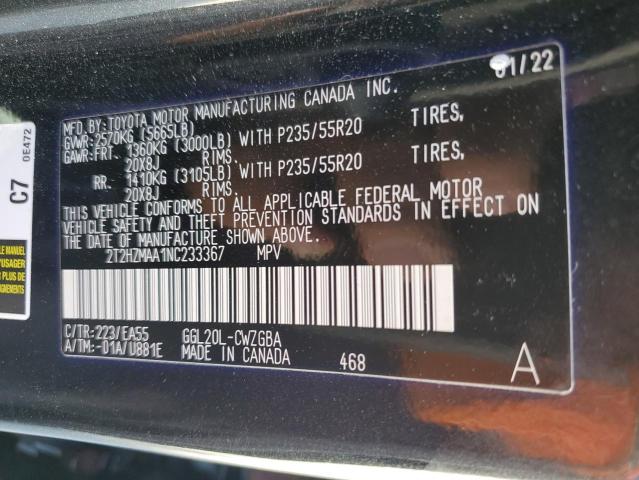 01/22
MFD.BY:TOYOTA MOTOR MANUFACTURING CANADA INC.
GVWR:2570KG (5665LB)
GAWR:FRT. 1360KG (3000LB) WITH P235/55R20 TIRES,
20X8J RIMS.
RR. 1410KG (3105LB) WITH P235/55R20 TIRES,
20X8J RIMS.
THIS VEHICLE CONFORMS TO ALL APPLICABLE FEDERAL MOTOR
VEHICLE SAFETY AND THEFT PREVENTION STANDARDS IN EFFECT ON
THE DATE OF MANUFACTURE SHOWN ABOVE.
2T2HZMAA1NC233367 MPV
C/TR:223/EA55 GGL20L-CWZGBA
A/TM:-01A/U881E MADE IN CANADA 468 A
C7
0E472
LE MANUEL